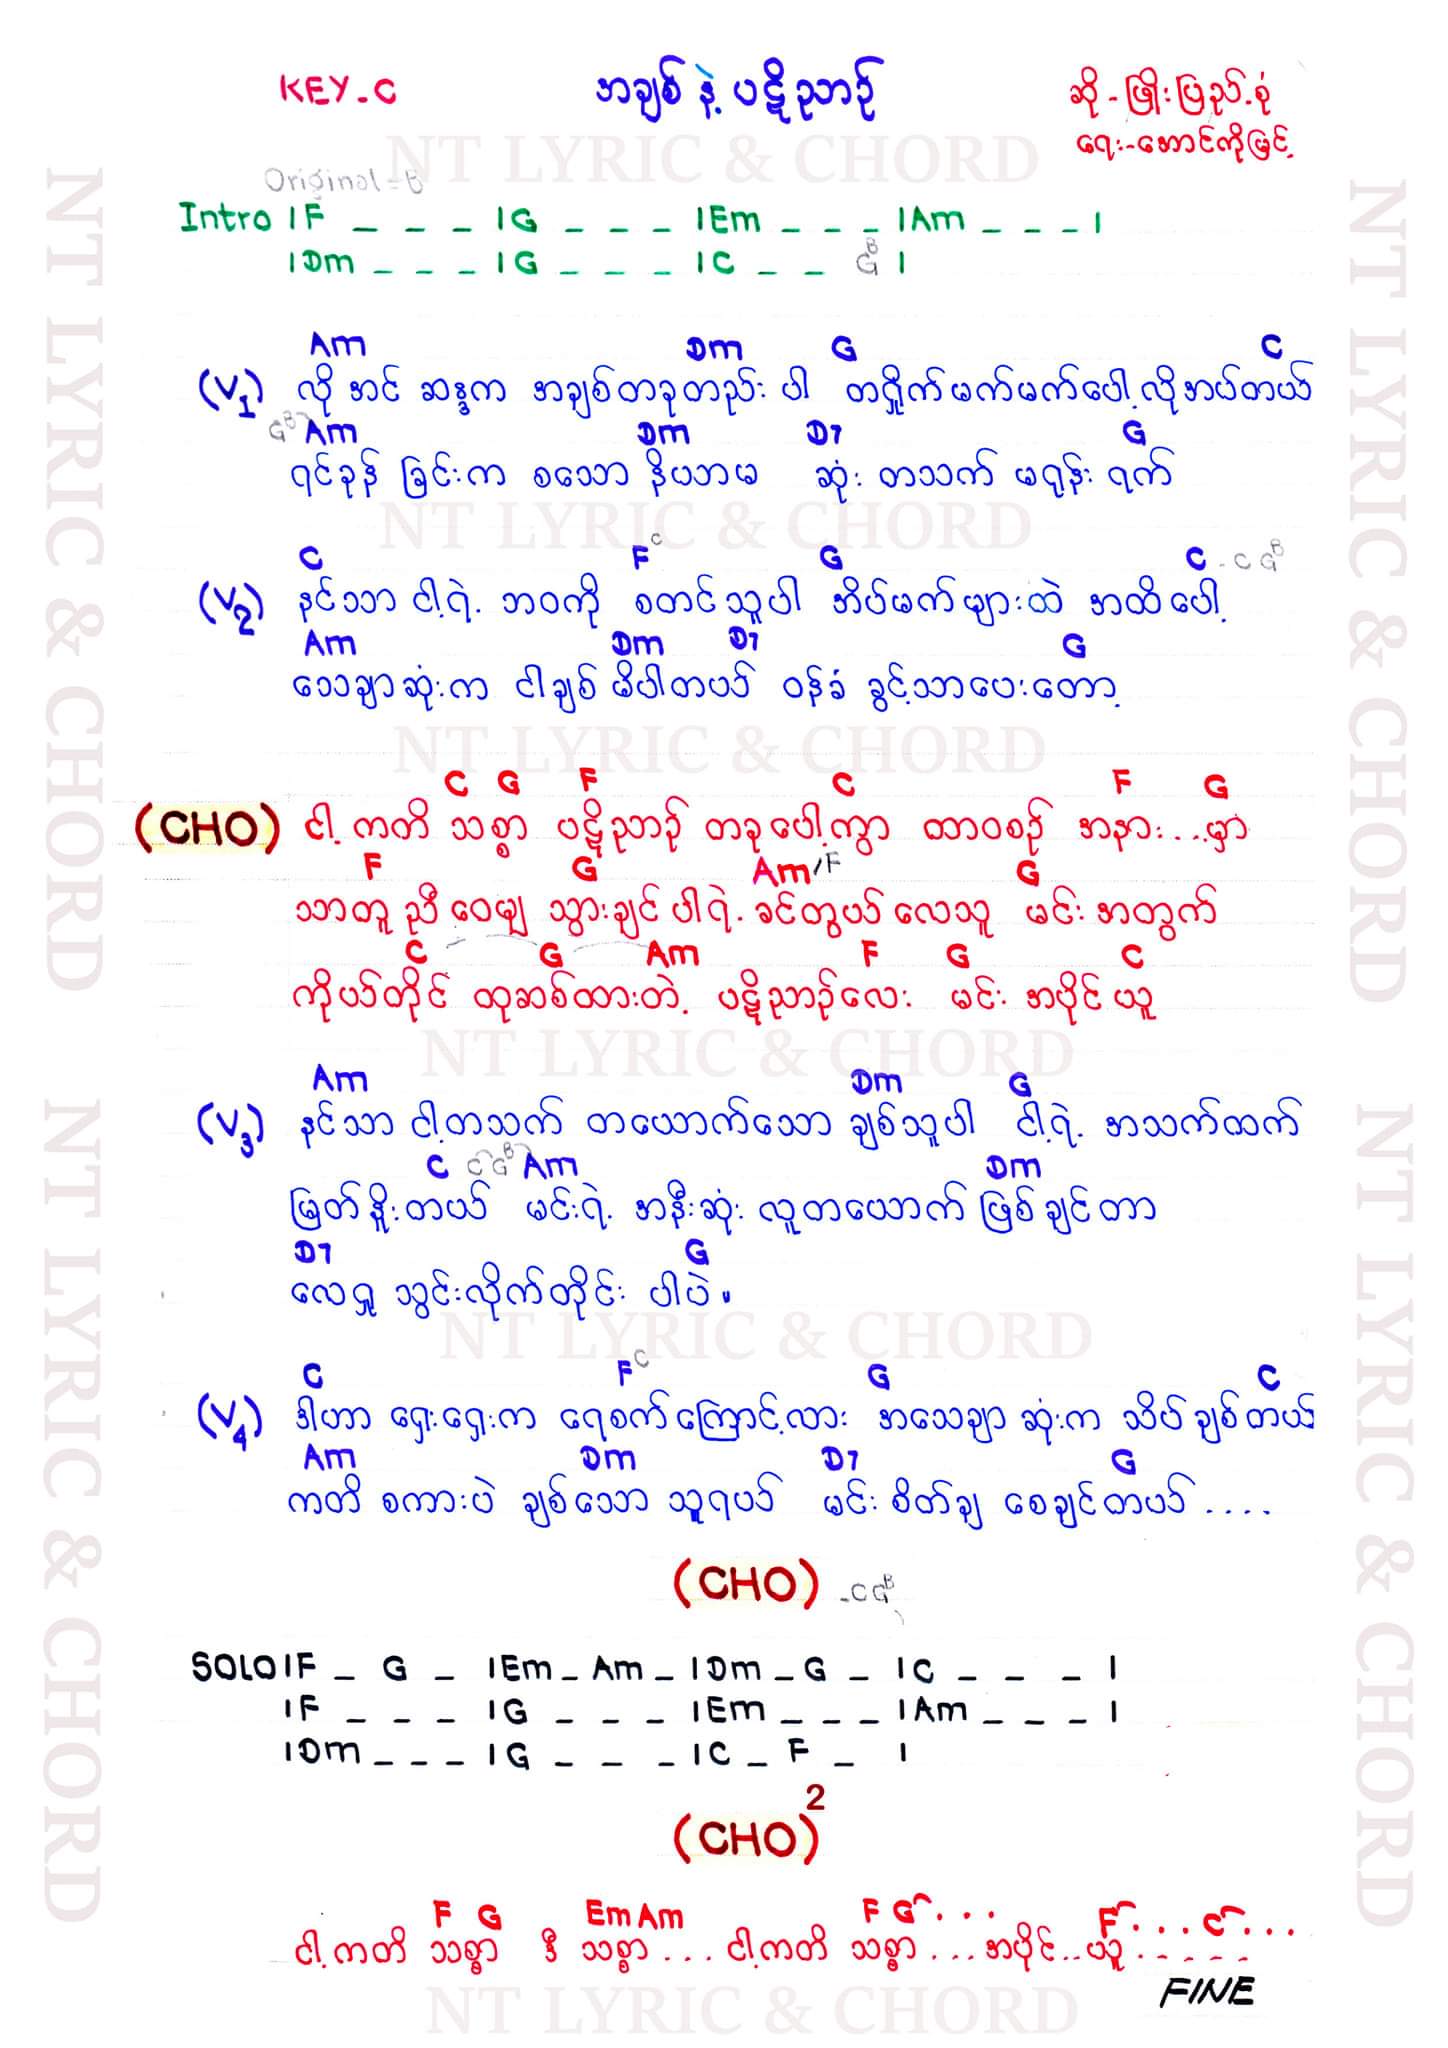 KEY-C
အချစ် နဲ့ ပဋိညာဉ်
ဆို - ဖြိုးပြည့်စုံ
ရေး - အောင်ကိုမြင့်
Original = B
Intro |F _ _ _ |G _ _ _ |Em _ _ _ |Am _ _ _ |
|Dm _ _ _ |G _ _ _ |C _ _ G^B |
Am Dm G C
(V1) လို အင် ဆန္ဒက အချစ်တခုတည်း ပါ တရှိုက်မက်မက်ပေါ့ လိုအပ်တယ်
G^B Am Dm D7 G
ရင်ခုန် ခြင်းက စသော နိပဘမ ဆုံး တသက် မရုန်း ရက်
C F^C G C - C G^B
(V2) နင်သာ ငါ့ရဲ့ ဘဝကို စတင်သူပါ အိပ်မက်များထဲ အထိပေါ့
Am Dm D7 G
သေချာဆုံးက ငါချစ် မိပါတယ် ဝန်ခံ ခွင့်သာပေးတော့
C G F C F G
(CHO) ငါ့ ကတိ သစ္စာ ပဋိညာဉ် တခုပေါ့ကွာ ထာဝစဉ် အနား...မှာ
F G Am/F G
သာတူ ညီ ဝေမျှ သွားချင် ပါရဲ့ ခင်တွယ် လေသူ မင်း အတွက်
C G Am F G C
ကိုယ်တိုင် ထုဆစ်ထားတဲ့ ပဋိညာဉ်လေး မင်း အပိုင် ယူ
Am Dm G
(V3) နင်သာ ငါ့တသက် တယောက်သော ချစ်သူပါ ငါ့ရဲ့ အသက်ထက်
C C G^B Am Dm
မြတ်နိုးတယ် မင်းရဲ့ အနီးဆုံး လူတယောက် ဖြစ်ချင်တာ
D7 G
လေရှု သွင်းလိုက်တိုင်း ပါပဲ။
C F^C G C
(V4) ဒါဟာ ရှေးရှေးက ရေစက်ကြောင့်လား အသေချာ ဆုံးက သိပ် ချစ်တယ်
Am Dm D7 G
ကတိ စကားပဲ ချစ်သော သူရယ် မင်း စိတ်ချ စေချင်တယ်....
(CHO) - C G^B
SOLO |F _ G _ |Em _ Am _ |Dm _ G _ |C _ _ _ |
|F _ _ _ |G _ _ _ |Em _ _ _ |Am _ _ _ |
|Dm _ _ _ |G _ _ _ |C _ F _ |
(CHO)²
F G Em Am F G... F... C...
ငါ့ကတိ သစ္စာ ဒီ သစ္စာ... ငါ့ကတိ သစ္စာ...အပိုင်..ယူ.....
FINE
NT LYRIC & CHORD